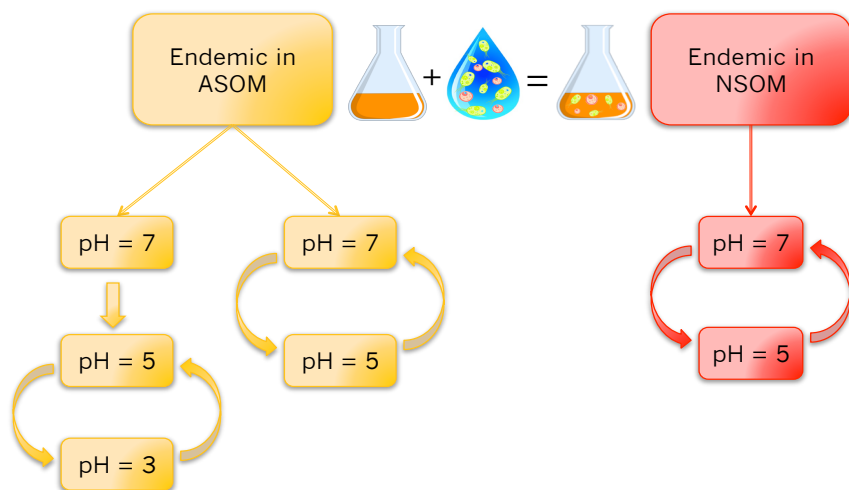 Endemic in
ASOM
+
=
Endemic in
NSOM
pH = 7
pH = 7
pH = 7
pH = 5
pH = 5
pH = 5
pH = 3